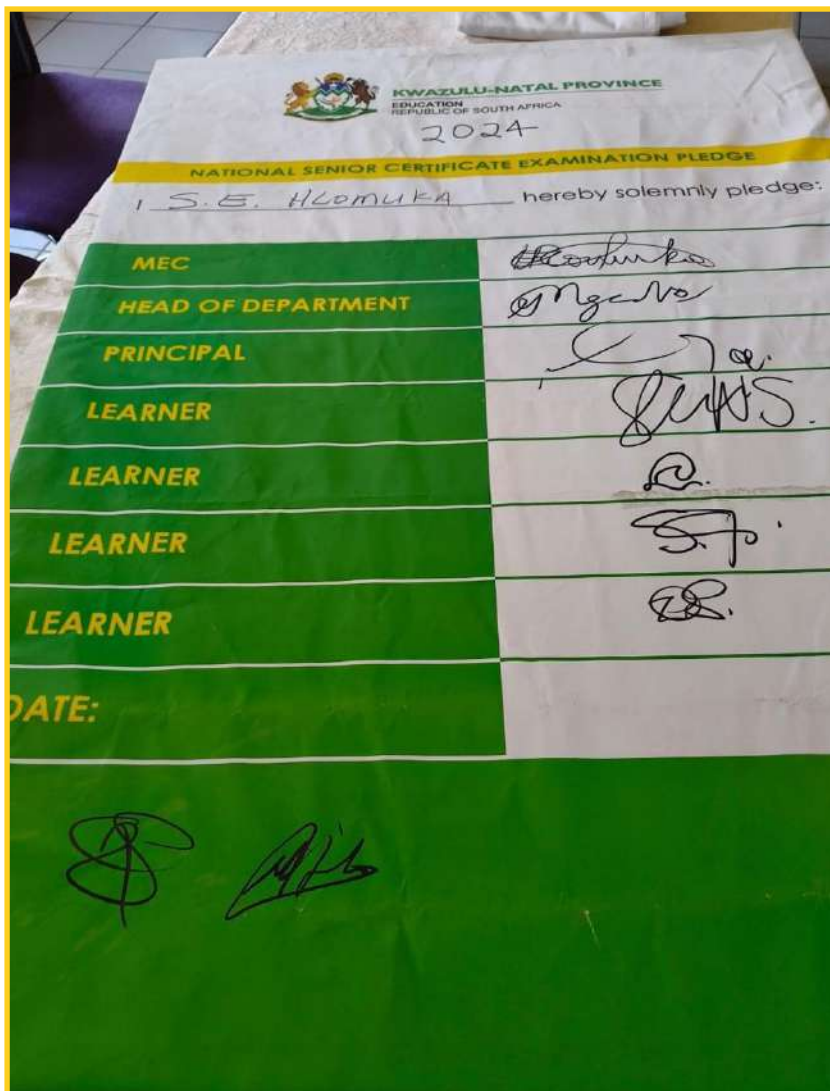 KWAZULU-NATAL PROVINCE
EDUCATION
REPUBLIC OF SOUTH AFRICA
2024
NATIONAL SENIOR CERTIFICATE EXAMINATION PLEDGE
I S.E. HLOMUKA hereby solemnly pledge:
MEC
HEAD OF DEPARTMENT
PRINCIPAL
LEARNER
LEARNER
LEARNER
LEARNER
DATE: